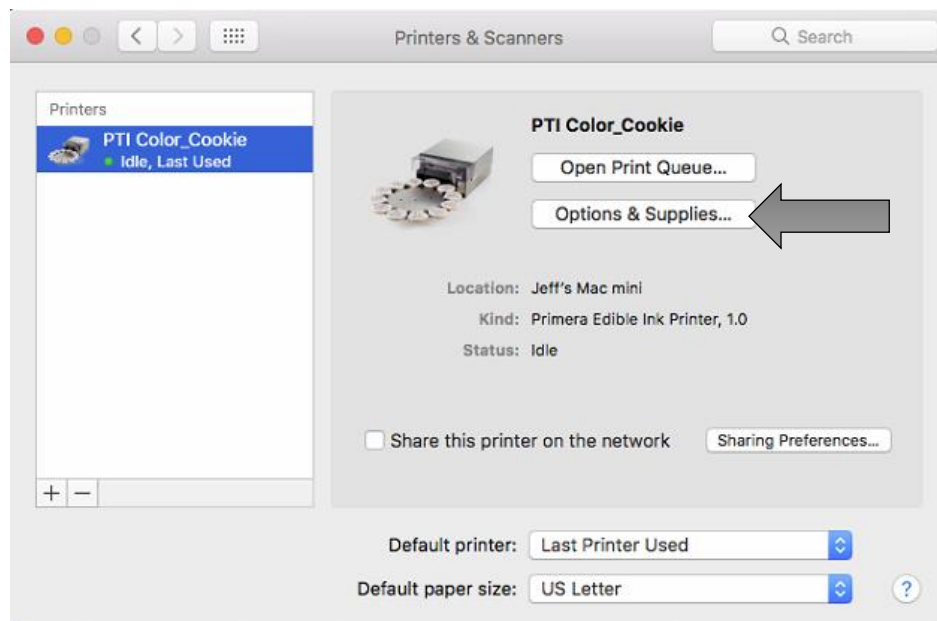 Printers & Scanners
Search
Printers
PTI Color_Cookie
Idle, Last Used
PTI Color_Cookie
Open Print Queue...
Options & Supplies...
Location: Jeff's Mac mini
Kind: Primera Edible Ink Printer, 1.0
Status: Idle
Share this printer on the network
Sharing Preferences...
+ −
Default printer: Last Printer Used
Default paper size: US Letter
?